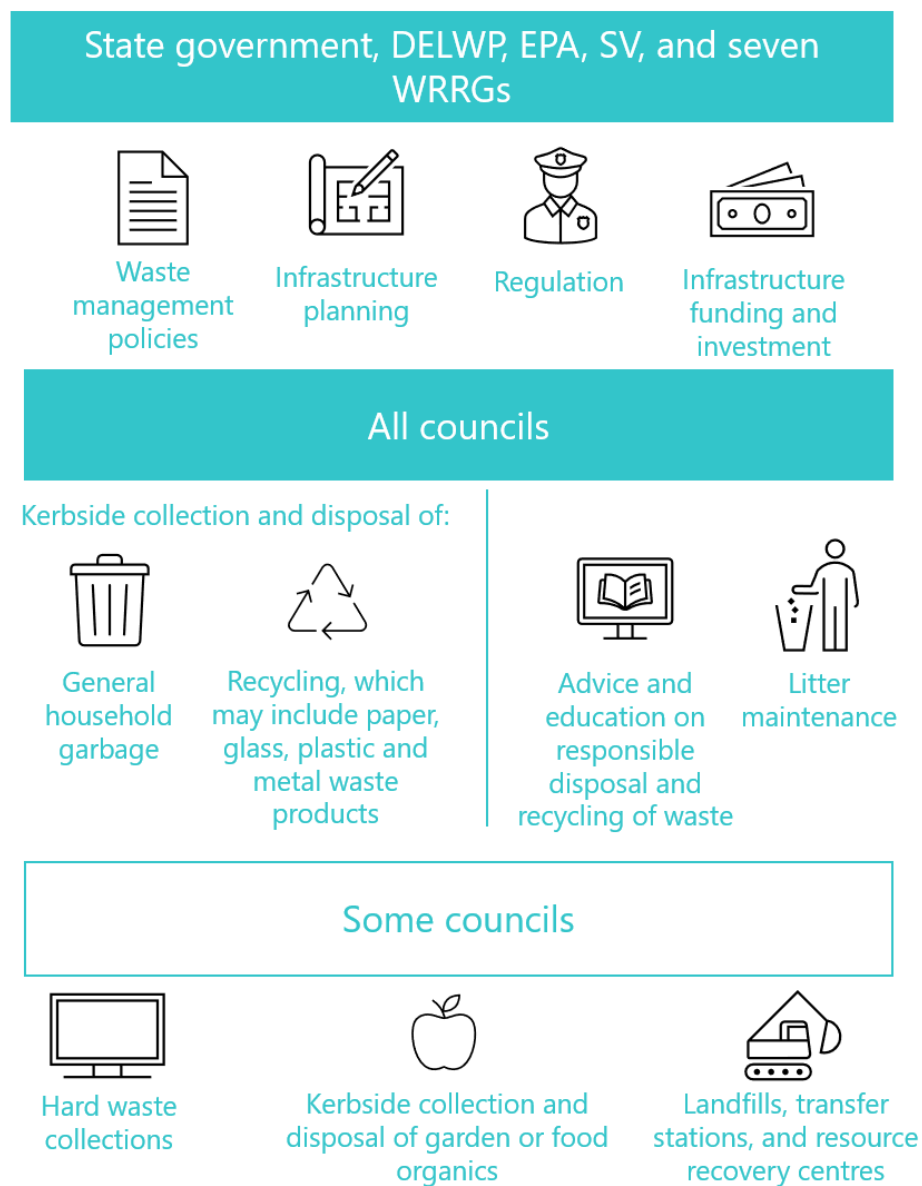 State government, DELWP, EPA, SV, and seven
WRRGs
Waste
management
policies
Infrastructure
planning
Regulation
Infrastructure
funding and
investment
All councils
Kerbside collection and disposal of:
General
household
garbage
Recycling, which
may include paper,
glass, plastic and
metal waste
products
Advice and
education on
responsible
disposal and
recycling of waste
Litter
maintenance
Some councils
Hard waste
collections
Kerbside collection and
disposal of garden or food
organics
Landfills, transfer
stations, and resource
recovery centres